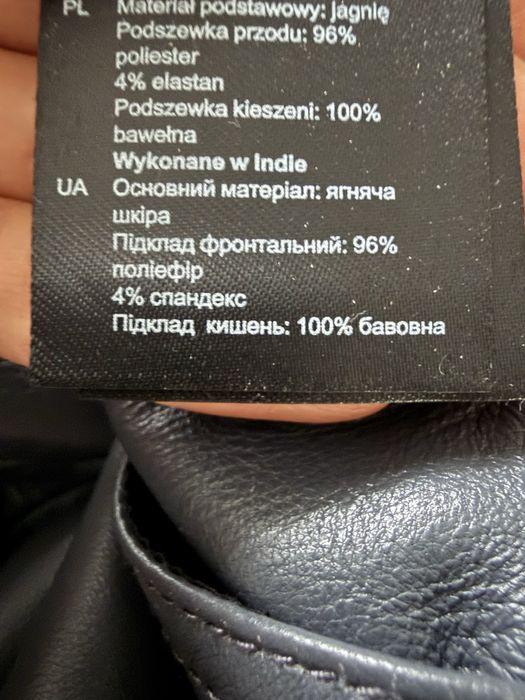 PL Materiał podstawowy: jagnię
Podszewka przodu: 96%
poliester
4% elastan
Podszewka kieszeni: 100%
bawełna
Wykonane w Indie
UA Основний матеріал: ягняча
шкіра
Підклад фронтальний: 96%
поліефір
4% спандекс
Підклад кишень: 100% бавовна